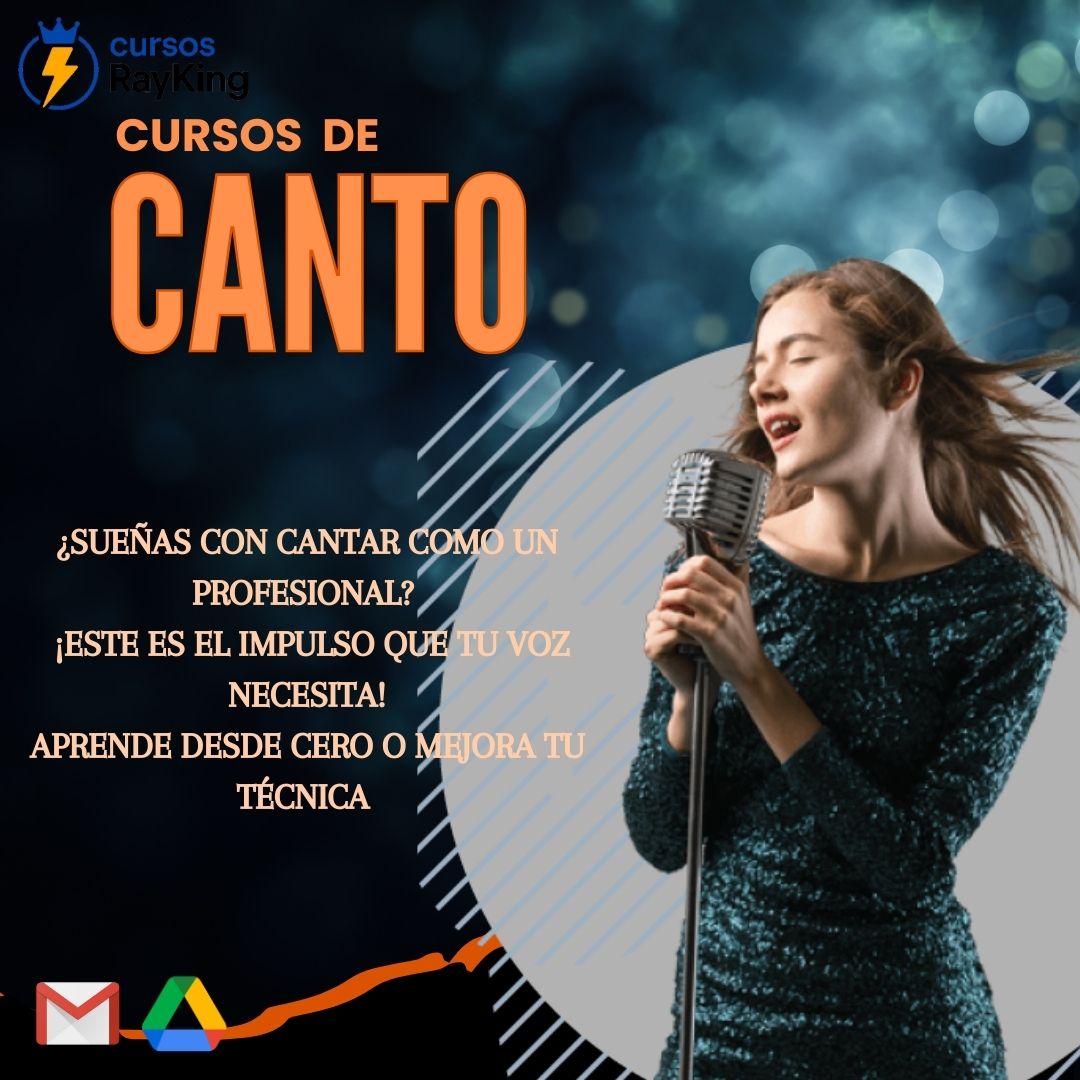 cursos
RayKing
CURSOS DE
CANTO
¿SUEÑAS CON CANTAR COMO UN
PROFESIONAL?
¡ESTE ES EL IMPULSO QUE TU VOZ
NECESITA!
APRENDE DESDE CERO O MEJORA TU
TÉCNICA